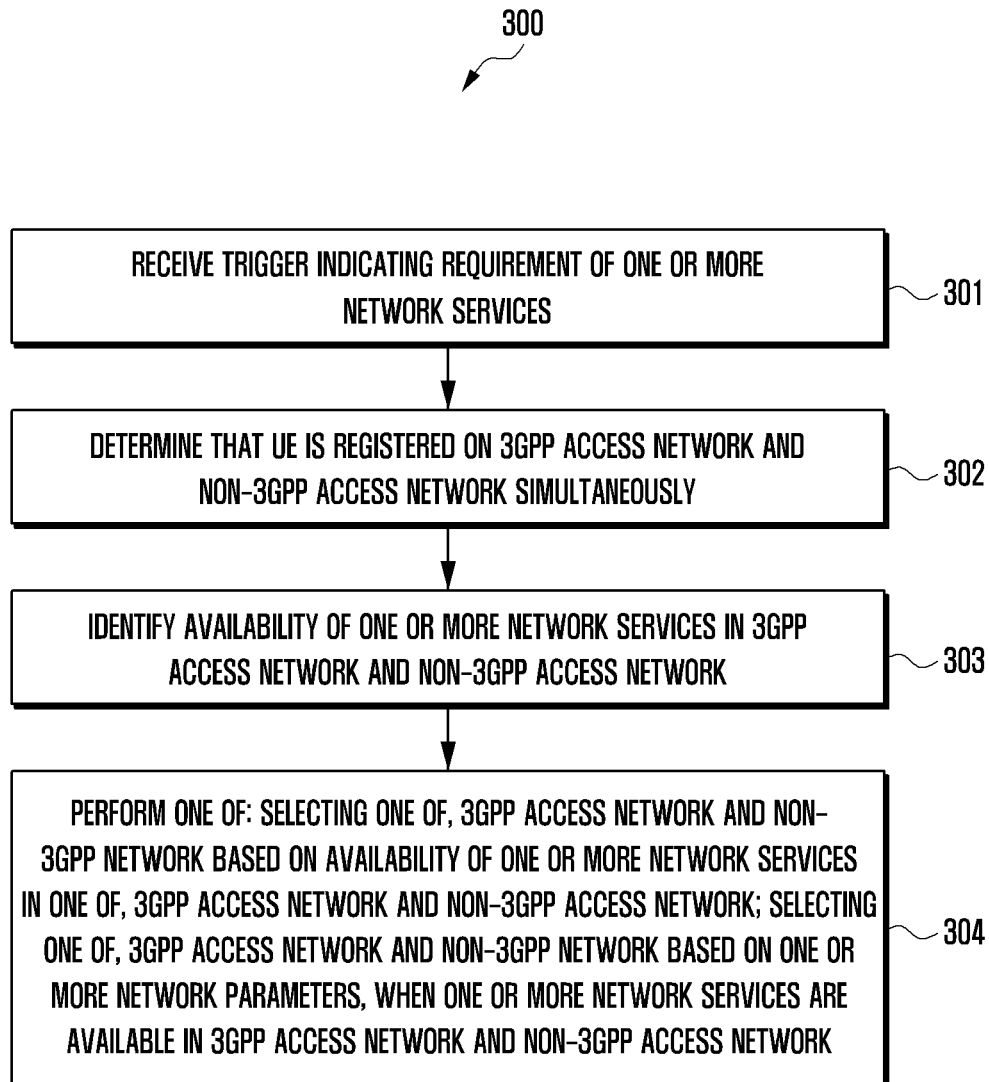 300
RECEIVE TRIGGER INDICATING REQUIREMENT OF ONE OR MORE
NETWORK SERVICES
301
DETERMINE THAT UE IS REGISTERED ON 3GPP ACCESS NETWORK AND
NON-3GPP ACCESS NETWORK SIMULTANEOUSLY
302
IDENTIFY AVAILABILITY OF ONE OR MORE NETWORK SERVICES IN 3GPP
ACCESS NETWORK AND NON-3GPP ACCESS NETWORK
303
PERFORM ONE OF: SELECTING ONE OF, 3GPP ACCESS NETWORK AND NON-
3GPP NETWORK BASED ON AVAILABILITY OF ONE OR MORE NETWORK SERVICES
IN ONE OF, 3GPP ACCESS NETWORK AND NON-3GPP ACCESS NETWORK; SELECTING
ONE OF, 3GPP ACCESS NETWORK AND NON-3GPP NETWORK BASED ON ONE OR
MORE NETWORK PARAMETERS, WHEN ONE OR MORE NETWORK SERVICES ARE
AVAILABLE IN 3GPP ACCESS NETWORK AND NON-3GPP ACCESS NETWORK
304